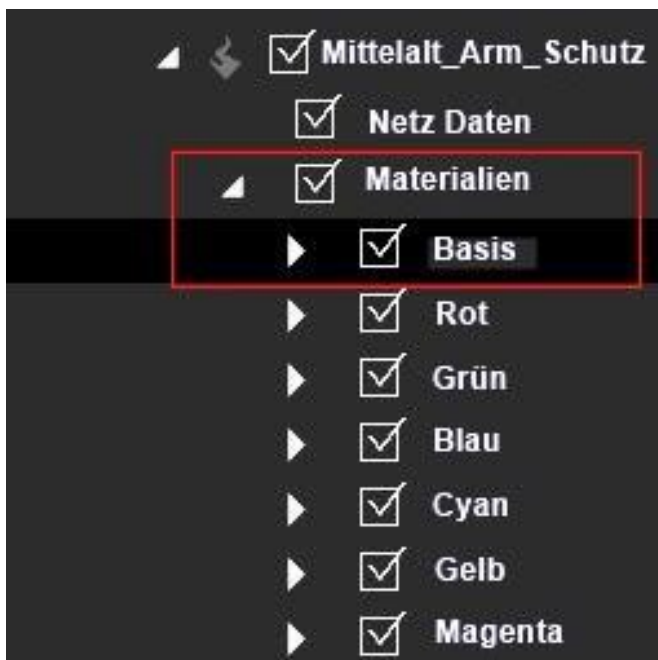 Mittelalt_Arm_Schutz
Netz Daten
Materialien
Basis
Rot
Grün
Blau
Cyan
Gelb
Magenta